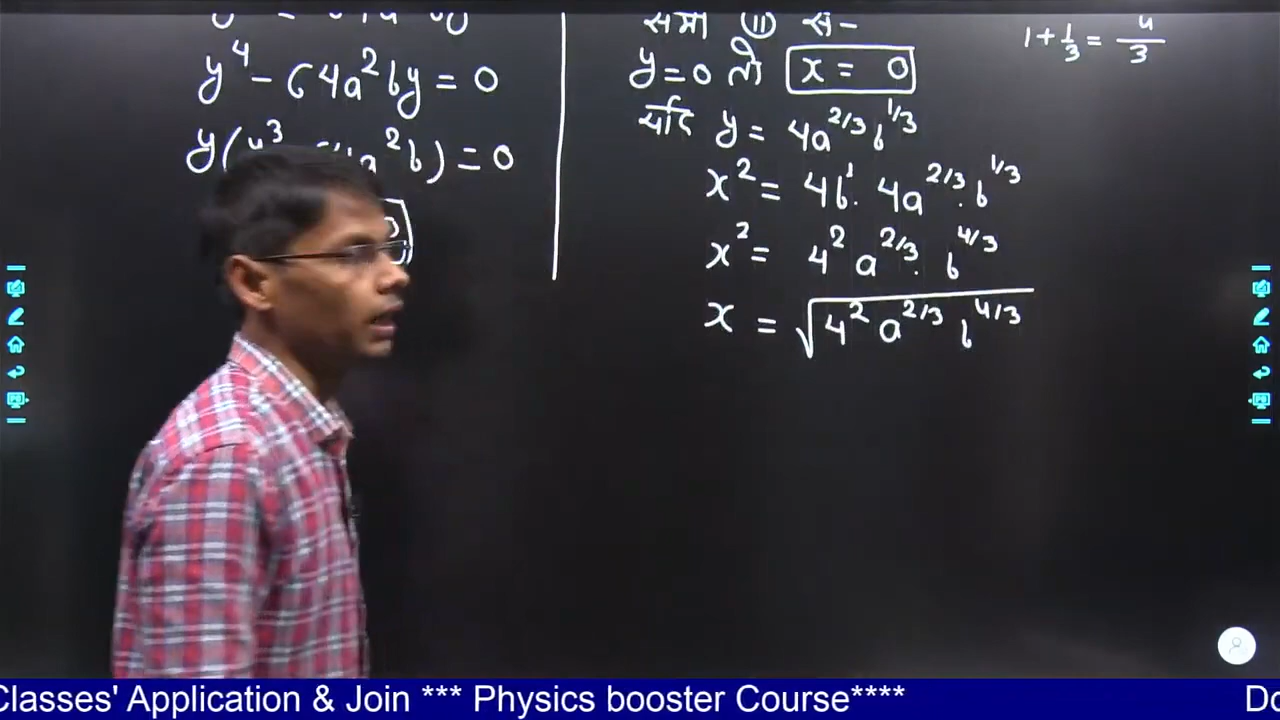 y⁴ - 64a²by = 0
y(y³ - 64a²b) = 0
समी (ii) से -
y = 0 तो x = 0
यदि y = 4a^{2/3} b^{1/3}
x² = 4b¹. 4a^{2/3} . b^{1/3}
x² = 4² a^{2/3} . b^{4/3}
x = √(4² a^{2/3} b^{4/3})
1 + 1/3 = 4/3
Classes' Application & Join *** Physics booster Course**** Do